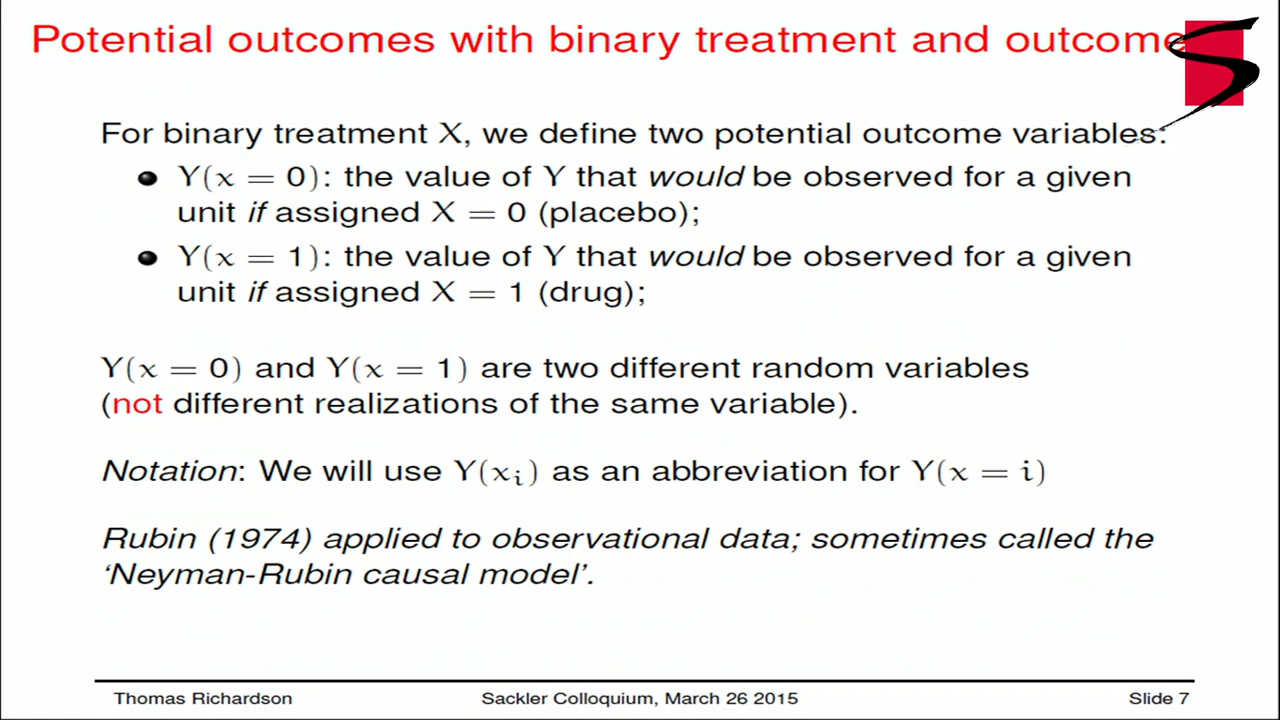 Potential outcomes with binary treatment and outcome
For binary treatment X, we define two potential outcome variables:
● Y(x = 0): the value of Y that would be observed for a given
unit if assigned X = 0 (placebo);
● Y(x = 1): the value of Y that would be observed for a given
unit if assigned X = 1 (drug);
Y(x = 0) and Y(x = 1) are two different random variables
(not different realizations of the same variable).
Notation: We will use Y(xᵢ) as an abbreviation for Y(x = i)
Rubin (1974) applied to observational data; sometimes called the
‘Neyman-Rubin causal model’.
Thomas Richardson Sackler Colloquium, March 26 2015 Slide 7